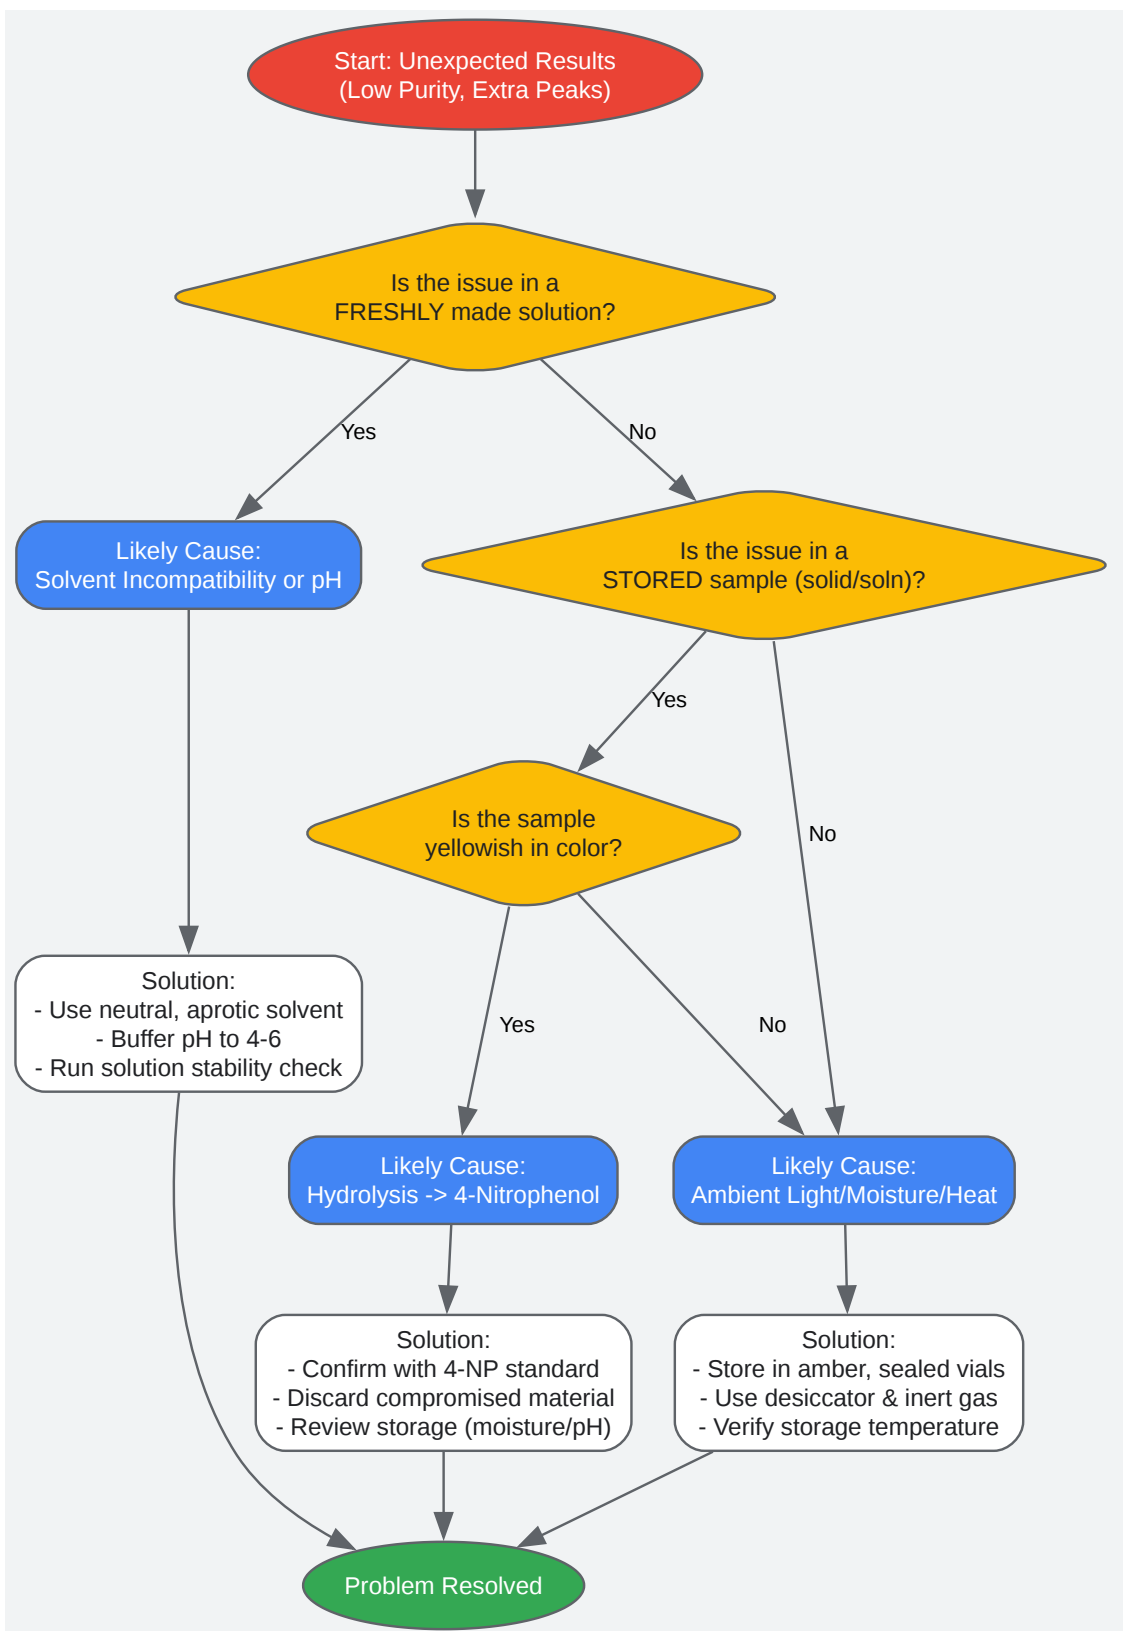 Start: Unexpected Results
(Low Purity, Extra Peaks)
Is the issue in a
FRESHLY made solution?
Yes
No
Likely Cause:
Solvent Incompatibility or pH
Is the issue in a
STORED sample (solid/soln)?
Yes
No
Is the sample
yellowish in color?
Solution:
- Use neutral, aprotic solvent
- Buffer pH to 4-6
- Run solution stability check
Yes
No
Likely Cause:
Hydrolysis -> 4-Nitrophenol
Likely Cause:
Ambient Light/Moisture/Heat
Solution:
- Confirm with 4-NP standard
- Discard compromised material
- Review storage (moisture/pH)
Solution:
- Store in amber, sealed vials
- Use desiccator & inert gas
- Verify storage temperature
Problem Resolved